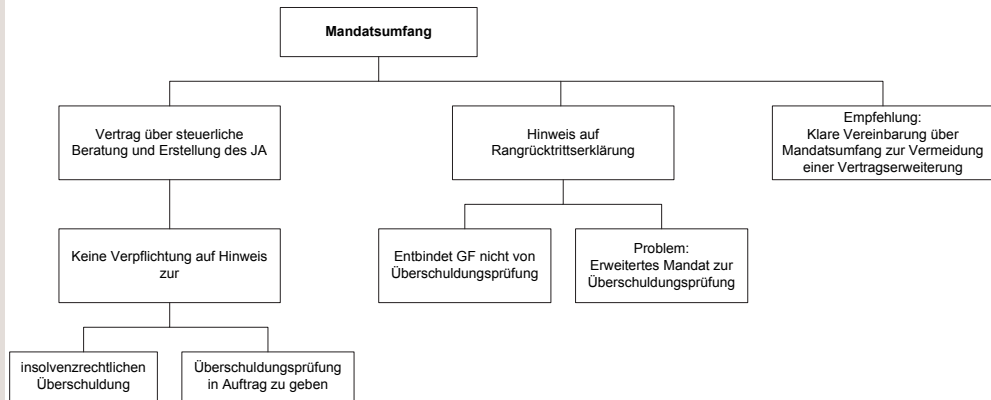 Mandatsumfang
Vertrag über steuerliche
Beratung und Erstellung des JA
Hinweis auf
Rangrücktrittserklärung
Empfehlung:
Klare Vereinbarung über
Mandatsumfang zur Vermeidung
einer Vertragserweiterung
Keine Verpflichtung auf Hinweis
zur
Entbindet GF nicht von
Überschuldungsprüfung
Problem:
Erweitertes Mandat zur
Überschuldungsprüfung
insolvenzrechtlichen
Überschuldung
Überschuldungsprüfung
in Auftrag zu geben